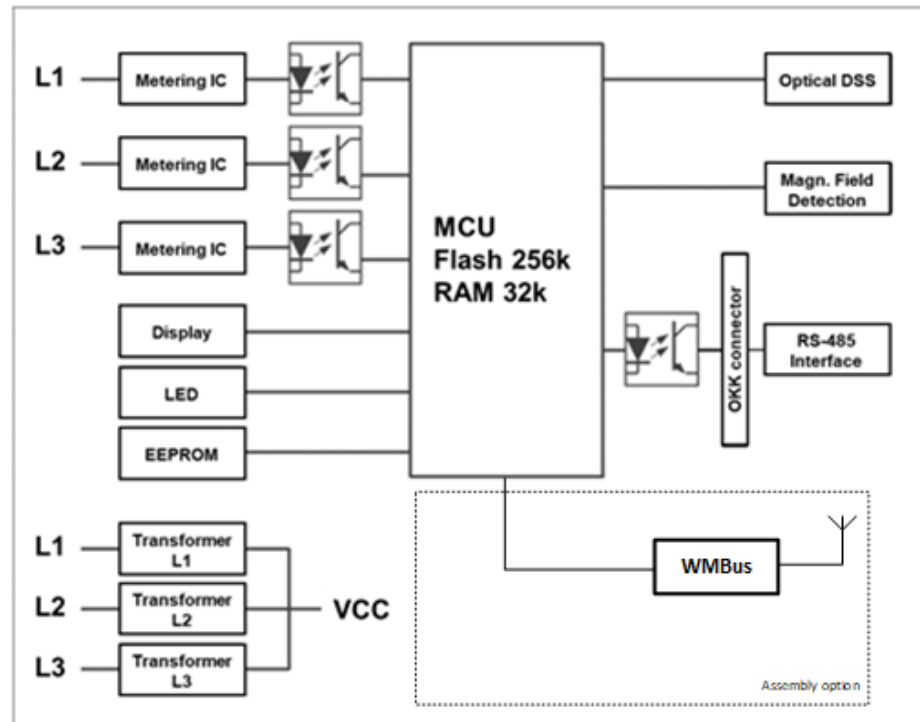 L1
Metering IC
L2
Metering IC
L3
Metering IC
Display
LED
EEPROM
MCU
Flash 256k
RAM 32k
Optical DSS
Magn. Field
Detection
OKK connector
RS-485
Interface
L1
Transformer
L1
L2
Transformer
L2
L3
Transformer
L3
VCC
WMBus
Assembly option